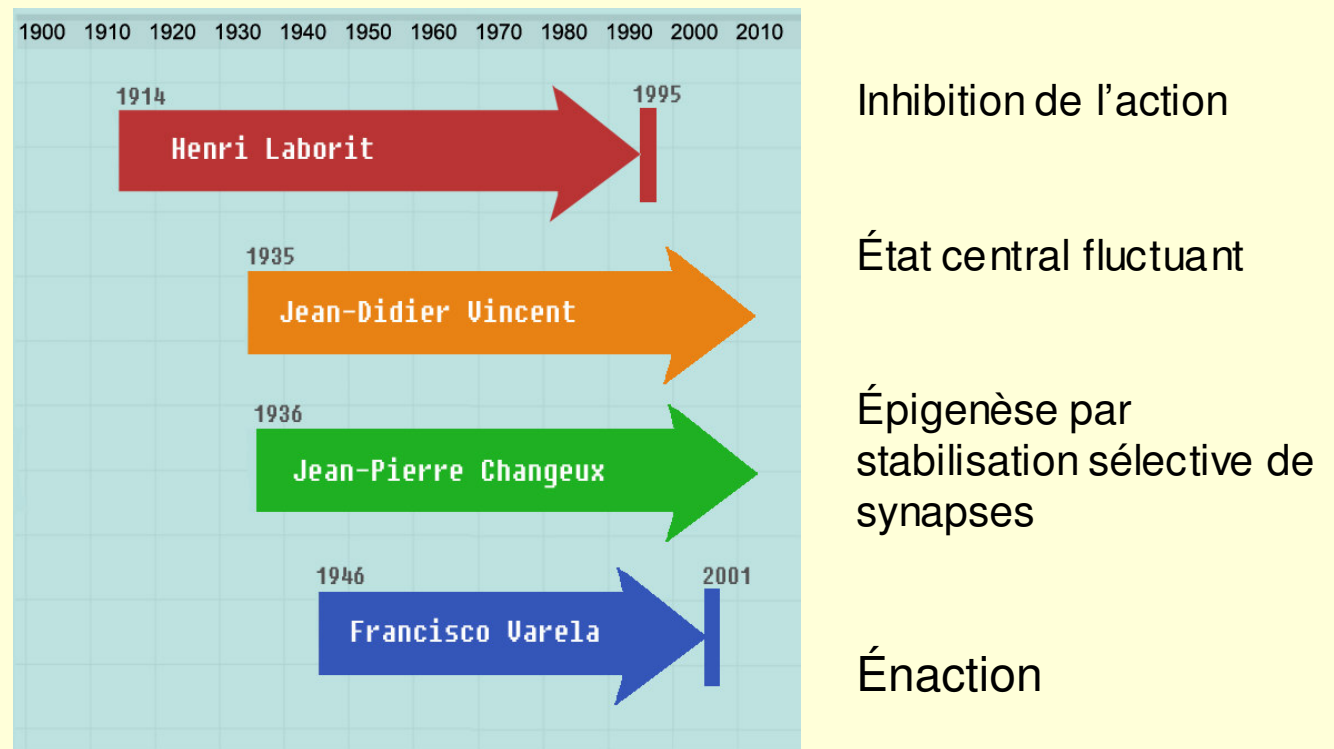 1900 1910 1920 1930 1940 1950 1960 1970 1980 1990 2000 2010
1914 1995
Henri Laborit
Inhibition de l’action
1935
Jean-Didier Vincent
État central fluctuant
1936
Jean-Pierre Changeux
Épigenèse par
stabilisation sélective de
synapses
1946 2001
Francisco Varela
Énaction